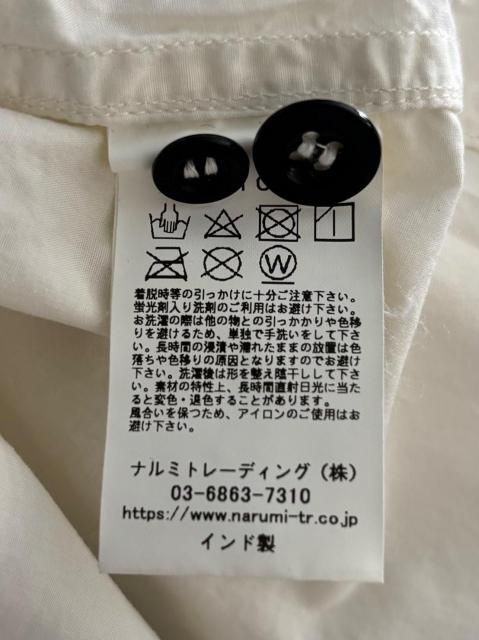 W
着脱時等の引っかけに十分ご注意下さい。
蛍光剤入り洗剤のご利用はお避け下さい。
お洗濯の際は他の物との引っかかりや色移
りを避けるため、単独で手洗いをして下さ
い。長時間の浸漬や濡れたままの放置は色
落ちや色移りの原因となりますのでお避け
下さい。洗濯後は形を整え陰干しして下さ
い。素材の特性上、長時間直射日光に当た
ると変色・退色することがあります。
風合いを保つため、アイロンのご使用はお
避け下さい。
ナルミトレーディング（株）
03-6863-7310
https://www.narumi-tr.co.jp
インド製